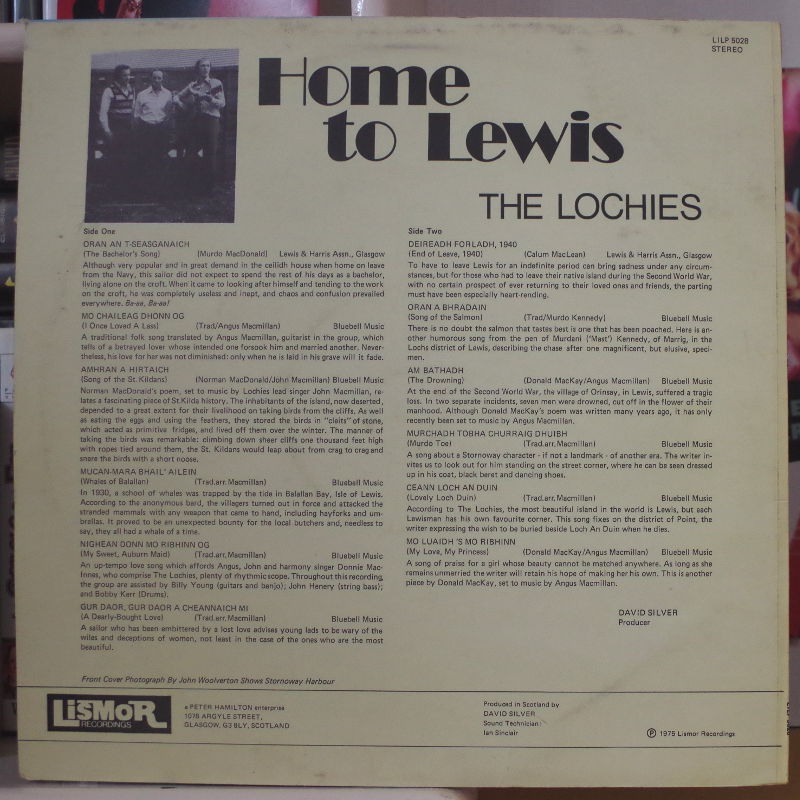 LILP 5028
STEREO
Home
to Lewis
THE LOCHIES
Side One
ORAN AN T-SEASGANAICH
(The Bachelor's Song) (Murdo MacDonald) Lewis & Harris Assn., Glasgow
Although very popular and in great demand in the ceilidh house when home on leave
from the Navy, this sailor did not expect to spend the rest of his days as a bachelor,
living alone on the croft. When it came to looking after himself and tending to the work
on the croft, he was completely useless and inept, and chaos and confusion prevailed
everywhere. Ba-aa, Ba-aa!
MO CHAILEAG DHONN OG
(I Once Loved A Lass) (Trad/Angus Macmillan) Bluebell Music
A traditional folk song translated by Angus Macmillan, guitarist in the group, which
tells of a betrayed lover whose intended one forsook him and married another. Never-
theless, his love for her was not diminished: only when he is laid in his grave will it fade.
AMHRAN A HIRTAICH
(Song of the St. Kildans) (Norman MacDonald/John Macmillan) Bluebell Music
Norman MacDonald's poem, set to music by Lochies lead singer John Macmillan, re-
lates a fascinating piece of St.Kilda history. The inhabitants of the island, now deserted,
depended to a great extent for their livelihood on taking birds from the cliffs. As well
as eating the eggs and using the feathers, they stored the birds in "cleits" of stone,
which acted as primitive fridges, and lived off them over the winter. The manner of
taking the birds was remarkable: climbing down sheer cliffs one thousand feet high
with ropes tied around them, the St. Kildans would leap about from crag to crag and
snare the birds with a short noose.
MUCAN-MARA BHAIL' AILEIN
(Whales of Balallan) (Trad.arr.Macmillan) Bluebell Music
In 1930, a school of whales was trapped by the tide in Balallan Bay, Isle of Lewis.
According to the anonymous bard, the villagers turned out in force and attacked the
stranded mammals with any weapon that came to hand, including hayforks and um-
brellas. It proved to be an unexpected bounty for the local butchers and, needless to
say, they all had a whale of a time.
NIGHEAN DONN MO RIBHINN OG
(My Sweet, Auburn Maid) (Trad.arr.Macmillan) Bluebell Music
An up-tempo love song which affords Angus, John and harmony singer Donnie Mac-
Innes, who comprise The Lochies, plenty of rhythmic scope. Throughout this recording,
the group are assisted by Billy Young (guitars and banjo); John Henery (string bass);
and Bobby Kerr (Drums).
GUR DAOR, GUR DAOR A CHEANNAICH MI
(A Dearly-Bought Love) (Trad.arr.Macmillan) Bluebell Music
A sailor who has been embittered by a lost love advises young lads to be wary of the
wiles and deceptions of women, not least in the case of the ones who are the most
beautiful.
Front Cover Photograph By John Woolverton Shows Stornoway Harbour
Side Two
DEIREADH FORLADH, 1940
(End of Leave, 1940) (Calum MacLean) Lewis & Harris Assn., Glasgow
To have to leave Lewis for an indefinite period can bring sadness under any circum-
stances, but for those who had to leave their native island during the Second World War,
with no certain prospect of ever returning to their loved ones and friends, the parting
must have been especially heart-rending.
ORAN A BHRADAIN
(Song of the Salmon) (Trad/Murdo Kennedy) Bluebell Music
There is no doubt the salmon that tastes best is one that has been poached. Here is an-
other humorous song from the pen of Murdani ('Mast') Kennedy, of Marrig, in the
Lochs district of Lewis, describing the chase after one magnificent, but elusive, speci-
men.
AM BATHADH
(The Drowning) (Donald MacKay/Angus Macmillan) Bluebell Music
At the end of the Second World War, the village of Orinsay, in Lewis, suffered a tragic
loss. In two separate incidents, seven men were drowned, cut off in the flower of their
manhood. Although Donald MacKay's poem was written many years ago, it has only
recently been set to music by Angus Macmillan.
MURCHADH TOBHA CHURRAIG DHUIBH
(Murdo Toe) (Trad.arr.Macmillan) Bluebell Music
A song about a Stornoway character - if not a landmark - of another era. The writer in-
vites us to look out for him standing on the street corner, where he can be seen dressed
up in his coat, black beret and dancing shoes.
CEANN LOCH AN DUIN
(Lovely Loch Duin) (Trad.arr.Macmillan) Bluebell Music
According to The Lochies, the most beautiful island in the world is Lewis, but each
Lewisman has his own favourite corner. This song fixes on the district of Point, the
writer expressing the wish to be buried beside Loch An Duin when he dies.
MO LUAIDH 'S MO RIBHINN
(My Love, My Princess) (Donald MacKay/Angus Macmillan) Bluebell Music
A song of praise for a girl whose beauty cannot be matched anywhere. As long as she
remains unmarried the writer will retain his hope of making her his own. This is another
piece by Donald MacKay, set to music by Angus Macmillan.
DAVID SILVER
Producer
LISMOR
RECORDINGS
a PETER HAMILTON enterprise
1078 ARGYLE STREET,
GLASGOW, G3 8LY, SCOTLAND
Produced in Scotland by
DAVID SILVER
Sound Technician:
Ian Sinclair
Ⓟ 1975 Lismor Recordings